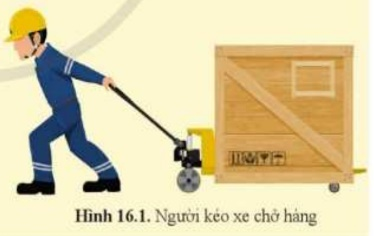 Hình 16.1. Người kéo xe chở hàng